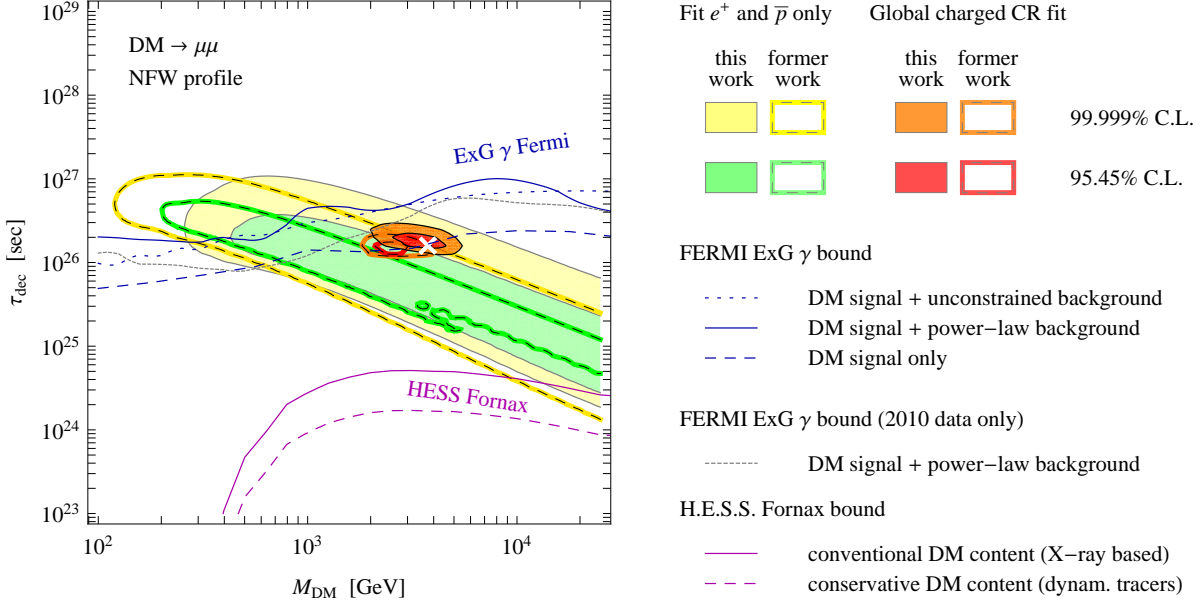 10^29
10^28
10^27
10^26
10^25
10^24
10^23
τ_dec [sec]
DM → μμ
NFW profile
ExG γ Fermi
HESS Fornax
10^2
10^3
10^4
M_DM [GeV]
Fit e^+ and p̅ only
Global charged CR fit
this work
former work
this work
former work
99.999% C.L.
95.45% C.L.
FERMI ExG γ bound
DM signal + unconstrained background
DM signal + power−law background
DM signal only
FERMI ExG γ bound (2010 data only)
DM signal + power−law background
H.E.S.S. Fornax bound
conventional DM content (X−ray based)
conservative DM content (dynam. tracers)